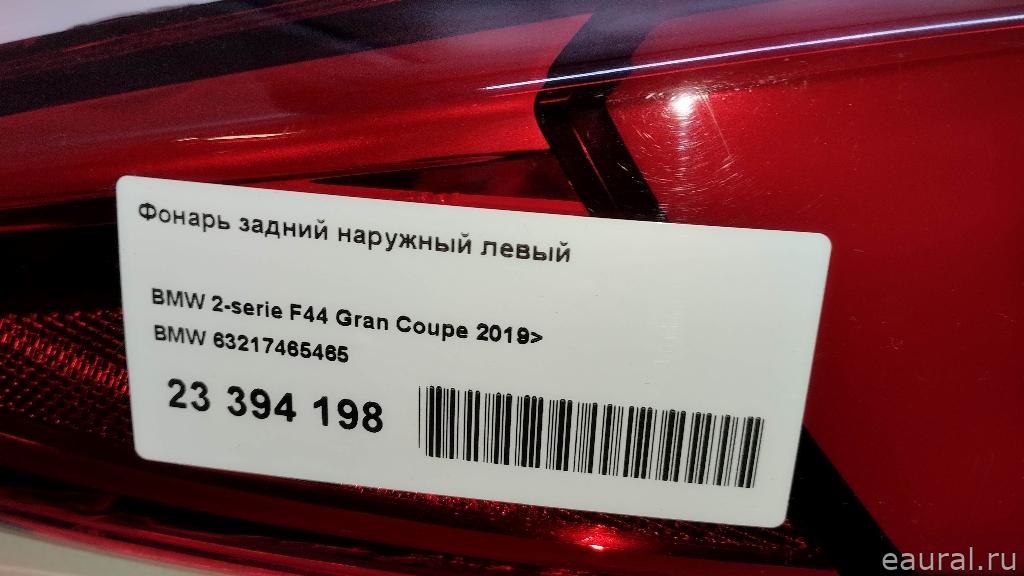 Фонарь задний наружный левый
BMW 2-serie F44 Gran Coupe 2019>
BMW 63217465465
23 394 198
eaural.ru